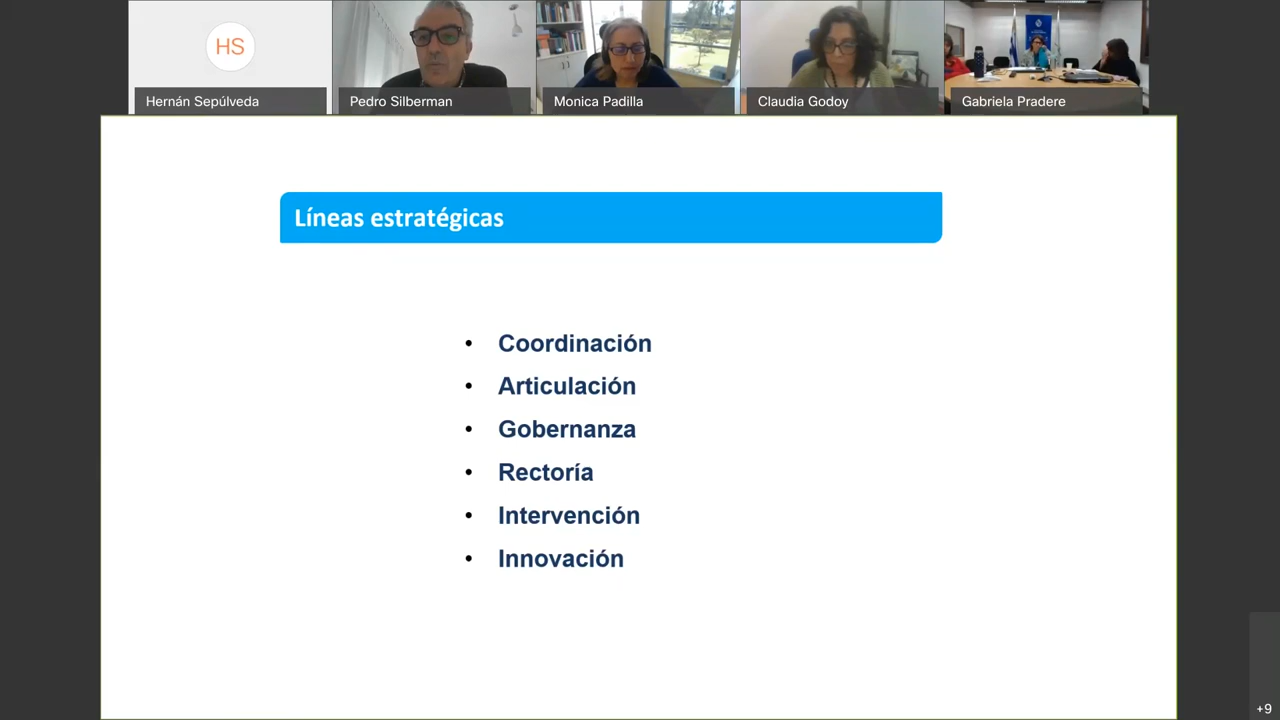 HS
Hernán Sepúlveda
Pedro Silberman
Monica Padilla
Claudia Godoy
Gabriela Pradere
Líneas estratégicas
• Coordinación
• Articulación
• Gobernanza
• Rectoría
• Intervención
• Innovación
+9